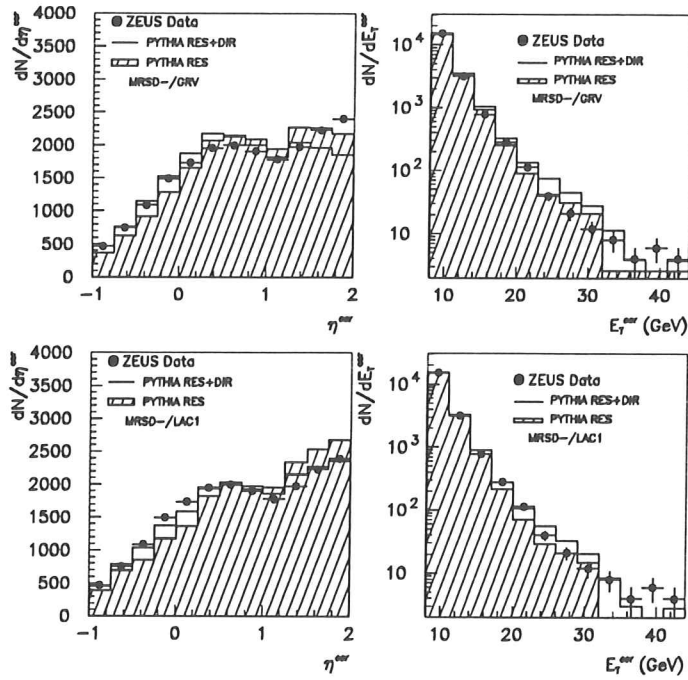 dN/dη^cor
4000
3500
3000
2500
2000
1500
1000
500
0
ZEUS Data
PYTHIA RES+DIR
PYTHIA RES
MRSD-/GRV
-1
0
1
2
η^cor
dN/dE_T^cor
10^4
10^3
10^2
10
ZEUS Data
PYTHIA RES+DIR
PYTHIA RES
MRSD-/GRV
10
20
30
40
E_T^cor (GeV)
dN/dη^cor
4000
3500
3000
2500
2000
1500
1000
500
0
ZEUS Data
PYTHIA RES+DIR
PYTHIA RES
MRSD-/LAC1
-1
0
1
2
η^cor
dN/dE_T^cor
10^4
10^3
10^2
10
ZEUS Data
PYTHIA RES+DIR
PYTHIA RES
MRSD-/LAC1
10
20
30
40
E_T^cor (GeV)